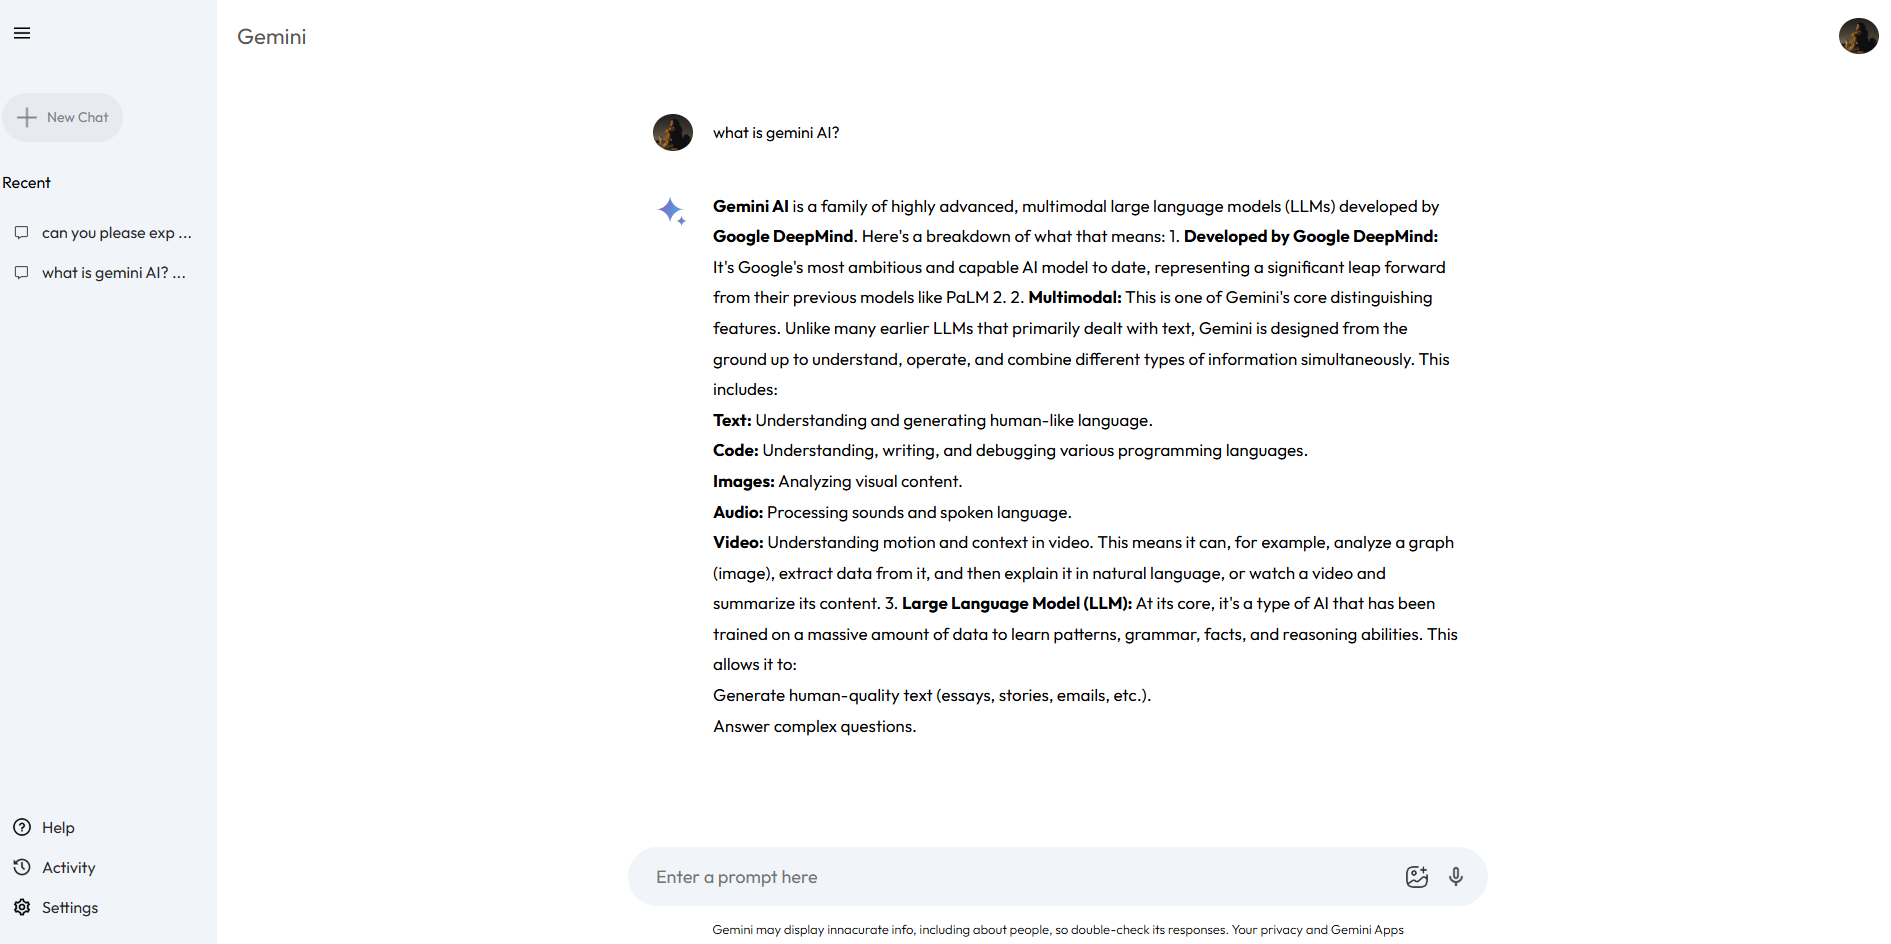 Gemini
New Chat
Recent
can you please exp ...
what is gemini AI? ...
Help
Activity
Settings
what is gemini AI?
Gemini AI is a family of highly advanced, multimodal large language models (LLMs) developed by
Google DeepMind. Here's a breakdown of what that means: 1. Developed by Google DeepMind:
It's Google's most ambitious and capable AI model to date, representing a significant leap forward
from their previous models like PaLM 2. 2. Multimodal: This is one of Gemini's core distinguishing
features. Unlike many earlier LLMs that primarily dealt with text, Gemini is designed from the
ground up to understand, operate, and combine different types of information simultaneously. This
includes:
Text: Understanding and generating human-like language.
Code: Understanding, writing, and debugging various programming languages.
Images: Analyzing visual content.
Audio: Processing sounds and spoken language.
Video: Understanding motion and context in video. This means it can, for example, analyze a graph
(image), extract data from it, and then explain it in natural language, or watch a video and
summarize its content. 3. Large Language Model (LLM): At its core, it's a type of AI that has been
trained on a massive amount of data to learn patterns, grammar, facts, and reasoning abilities. This
allows it to:
Generate human-quality text (essays, stories, emails, etc.).
Answer complex questions.
Enter a prompt here
Gemini may display innacurate info, including about people, so double-check its responses. Your privacy and Gemini Apps